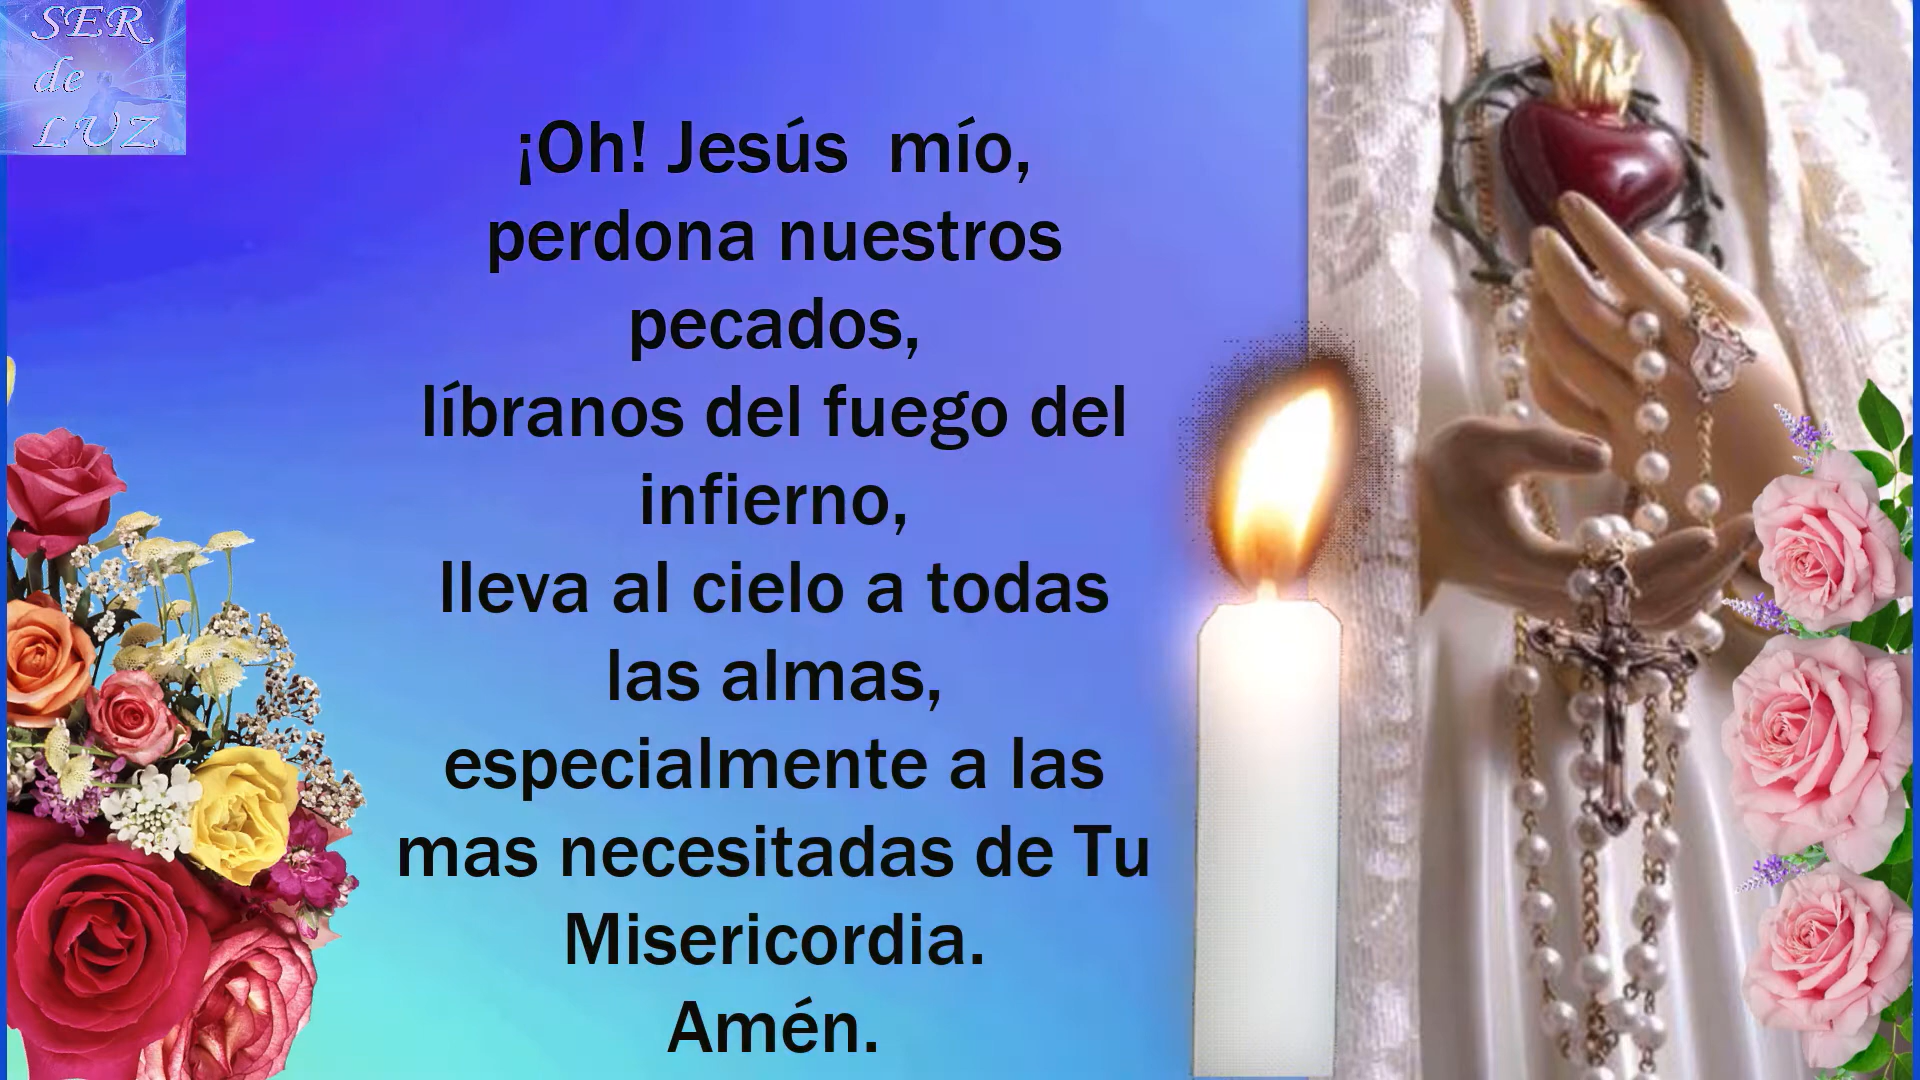 SER
de
LUZ
¡Oh! Jesús  mío,
perdona nuestros
pecados,
líbranos del fuego del
infierno,
lleva al cielo a todas
las almas,
especialmente a las
mas necesitadas de Tu
Misericordia.
Amén.